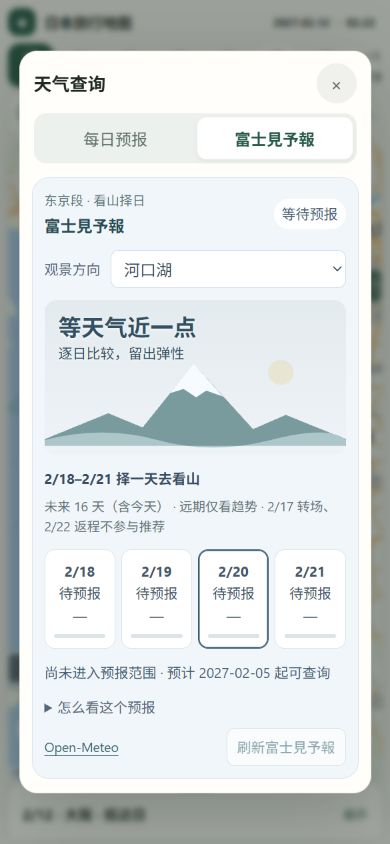 天气查询
×
每日预报
富士見予報
东京段 · 看山择日
富士見予報
等待预报
观景方向
河口湖
等天气近一点
逐日比较，留出弹性
2/18–2/21 择一天去看山
未来 16 天（含今天） · 远期仅看趋势 · 2/17 转场、
2/22 返程不参与推荐
2/18
待预报
—
2/19
待预报
—
2/20
待预报
—
2/21
待预报
—
尚未进入预报范围 · 预计 2027-02-05 起可查询
▶ 怎么看这个预报
Open-Meteo
刷新富士見予報